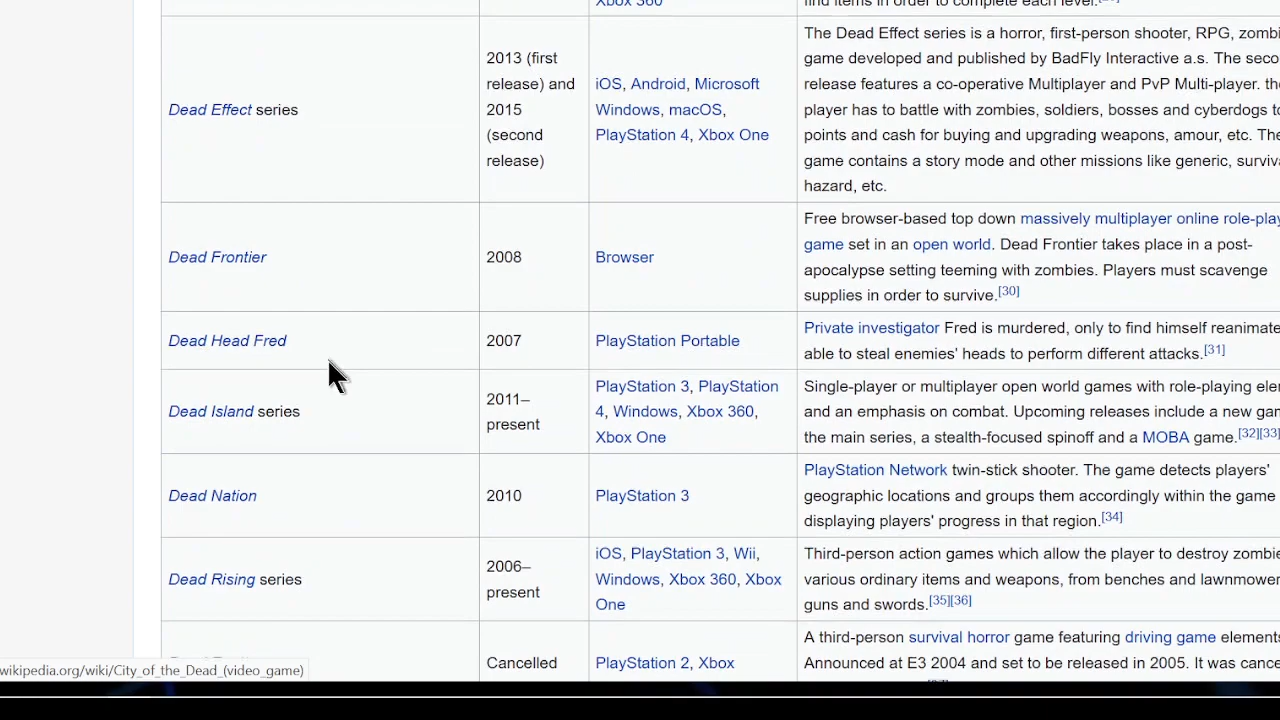 Xbox 360
find items in order to complete each level.
The Dead Effect series is a horror, first-person shooter, RPG, zombi
2013 (first
game developed and published by BadFly Interactive a.s. The seco
release) and
iOS, Android, Microsoft
release features a co-operative Multiplayer and PvP Multi-player. the
Dead Effect series
2015
Windows, macOS,
player has to battle with zombies, soldiers, bosses and cyberdogs to
(second
PlayStation 4, Xbox One
points and cash for buying and upgrading weapons, amour, etc. The
release)
game contains a story mode and other missions like generic, surviva
hazard, etc.
Free browser-based top down massively multiplayer online role-play
game set in an open world. Dead Frontier takes place in a post-
Dead Frontier
2008
Browser
apocalypse setting teeming with zombies. Players must scavenge
supplies in order to survive.[30]
Private investigator Fred is murdered, only to find himself reanimate
Dead Head Fred
2007
PlayStation Portable
able to steal enemies' heads to perform different attacks.[31]
PlayStation 3, PlayStation
Single-player or multiplayer open world games with role-playing elem
2011–
Dead Island series
4, Windows, Xbox 360,
and an emphasis on combat. Upcoming releases include a new gam
present
Xbox One
the main series, a stealth-focused spinoff and a MOBA game.[32][33]
PlayStation Network twin-stick shooter. The game detects players'
Dead Nation
2010
PlayStation 3
geographic locations and groups them accordingly within the game
displaying players' progress in that region.[34]
iOS, PlayStation 3, Wii,
Third-person action games which allow the player to destroy zombie
2006–
Dead Rising series
Windows, Xbox 360, Xbox
various ordinary items and weapons, from benches and lawnmower
present
One
guns and swords.[35][36]
A third-person survival horror game featuring driving game elements
Cancelled
PlayStation 2, Xbox
Announced at E3 2004 and set to be released in 2005. It was cance
wikipedia.org/wiki/City_of_the_Dead_(video_game)